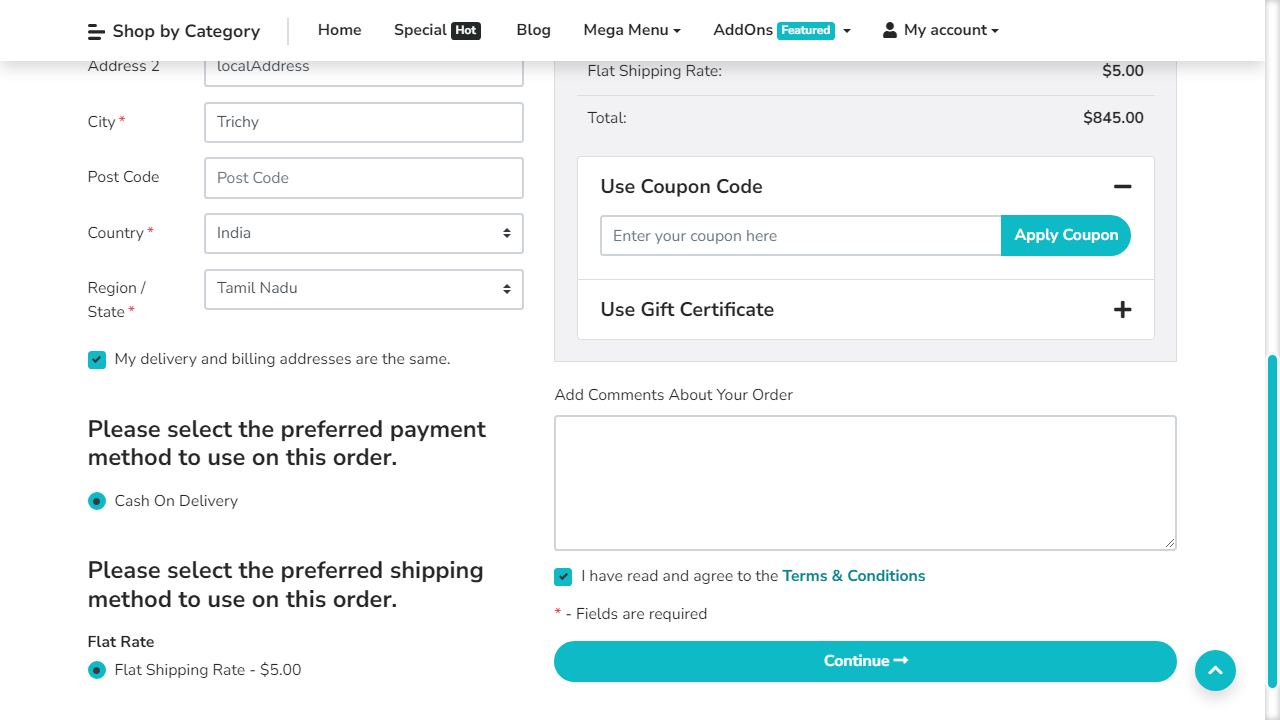 Shop by Category
Home
Special Hot
Blog
Mega Menu
AddOns Featured
My account
Address 2
localAddress
City *
Trichy
Post Code
Post Code
Country *
India
Region /
State *
Tamil Nadu
My delivery and billing addresses are the same.
Please select the preferred payment
method to use on this order.
Cash On Delivery
Please select the preferred shipping
method to use on this order.
Flat Rate
Flat Shipping Rate - $5.00
Flat Shipping Rate: $5.00
Total: $845.00
Use Coupon Code
Enter your coupon here
Apply Coupon
Use Gift Certificate
Add Comments About Your Order
I have read and agree to the Terms & Conditions
* - Fields are required
Continue